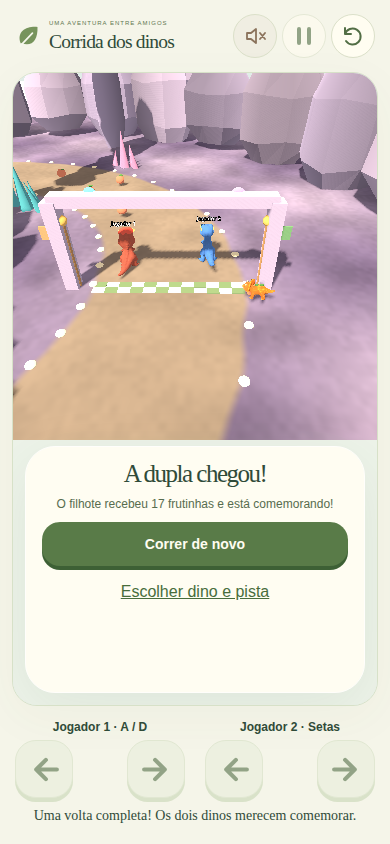 UMA AVENTURA ENTRE AMIGOS
Corrida dos dinos
A dupla chegou!
O filhote recebeu 17 frutinhas e está comemorando!
Correr de novo
Escolher dino e pista
Jogador 1 · A / D
Jogador 2 · Setas
Uma volta completa! Os dois dinos merecem comemorar.